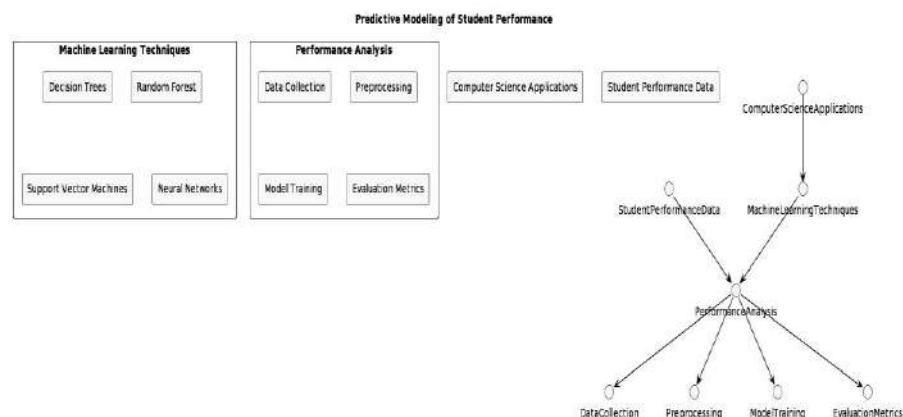 Predictive Modeling of Student Performance
Machine Learning Techniques
Performance Analysis
Decision Trees
Random Forest
Data Collection
Preprocessing
Computer Science Applications
Student Performance Data
ComputerScienceApplications
Support Vector Machines
Neural Networks
Model Training
Evaluation Metrics
StudentPerformanceData
MachineLearningTechniques
PerformanceAnalysis
DataCollection
Preprocessing
ModelTraining
EvaluationMetrics